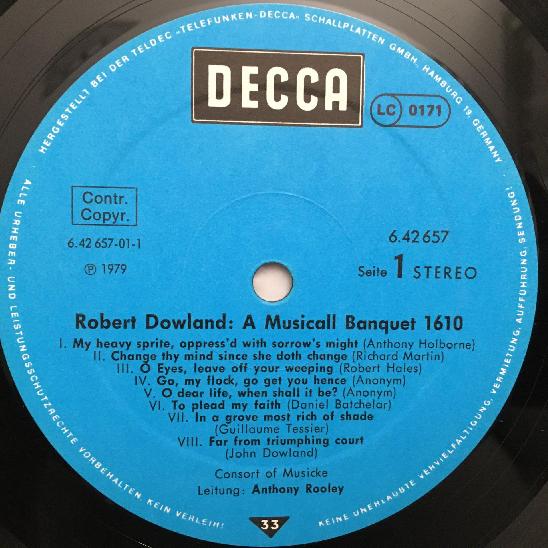 HERGESTELLT BEI DER TELDEC »TELEFUNKEN-DECCA« SCHALLPLATTEN GMBH, HAMBURG 19, GERMANY
DECCA
LC 0171
Contr.
Copyr.
6.42 657-01-1
℗ 1979
6.42 657
Seite 1 STEREO
Robert Dowland: A Musicall Banquet 1610
I. My heavy sprite, oppress'd with sorrow's might (Anthony Holborne)
II. Change thy mind since she doth change (Richard Martin)
III. O Eyes, leave off your weeping (Robert Hales)
IV. Go, my flock, go get you hence (Anonym)
V. O dear life, when shall it be? (Anonym)
VI. To plead my faith (Daniel Batchelar)
VII. In a grove most rich of shade
(Guillaume Tessier)
VIII. Far from triumphing court
(John Dowland)
Consort of Musicke
Leitung: Anthony Rooley
33
ALLE URHEBER- UND LEISTUNGSSCHUTZRECHTE VORBEHALTEN. KEIN VERLEIH!
KEINE UNERLAUBTE VERVIELFÄLTIGUNG, VERMIETUNG, AUFFÜHRUNG, SENDUNG!